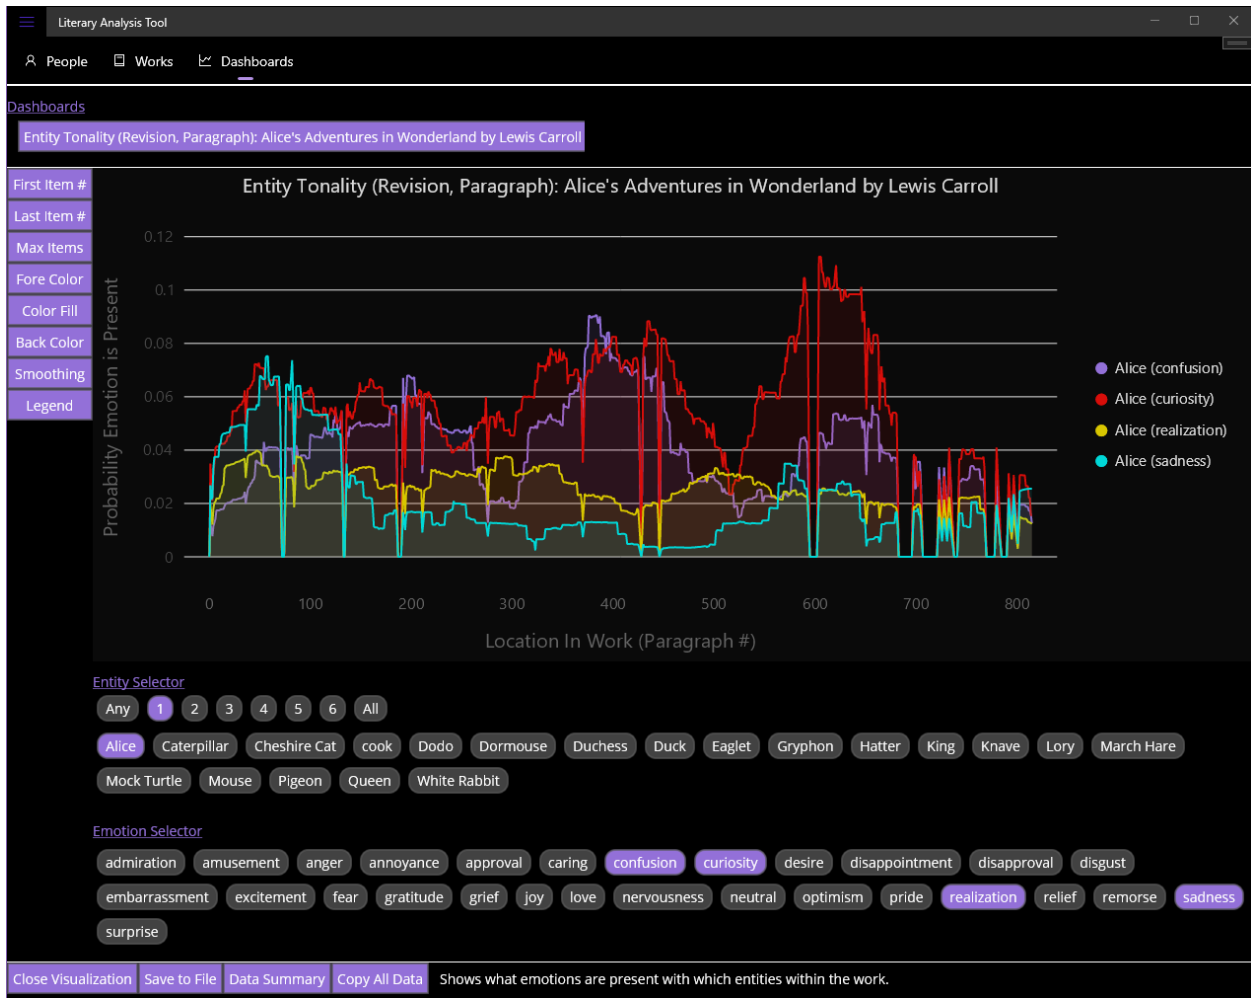 Literary Analysis Tool
People Works Dashboards
Dashboards
Entity Tonality (Revision, Paragraph): Alice's Adventures in Wonderland by Lewis Carroll
First Item #
Last Item #
Max Items
Fore Color
Color Fill
Back Color
Smoothing
Legend
Entity Tonality (Revision, Paragraph): Alice's Adventures in Wonderland by Lewis Carroll
Probability Emotion is Present
0.12
0.1
0.08
0.06
0.04
0.02
0
0 100 200 300 400 500 600 700 800
Location In Work (Paragraph #)
Alice (confusion)
Alice (curiosity)
Alice (realization)
Alice (sadness)
Entity Selector
Any 1 2 3 4 5 6 All
Alice Caterpillar Cheshire Cat cook Dodo Dormouse Duchess Duck Eaglet Gryphon Hatter King Knave Lory March Hare
Mock Turtle Mouse Pigeon Queen White Rabbit
Emotion Selector
admiration amusement anger annoyance approval caring confusion curiosity desire disappointment disapproval disgust
embarrassment excitement fear gratitude grief joy love nervousness neutral optimism pride realization relief remorse sadness
surprise
Close Visualization Save to File Data Summary Copy All Data Shows what emotions are present with which entities within the work.